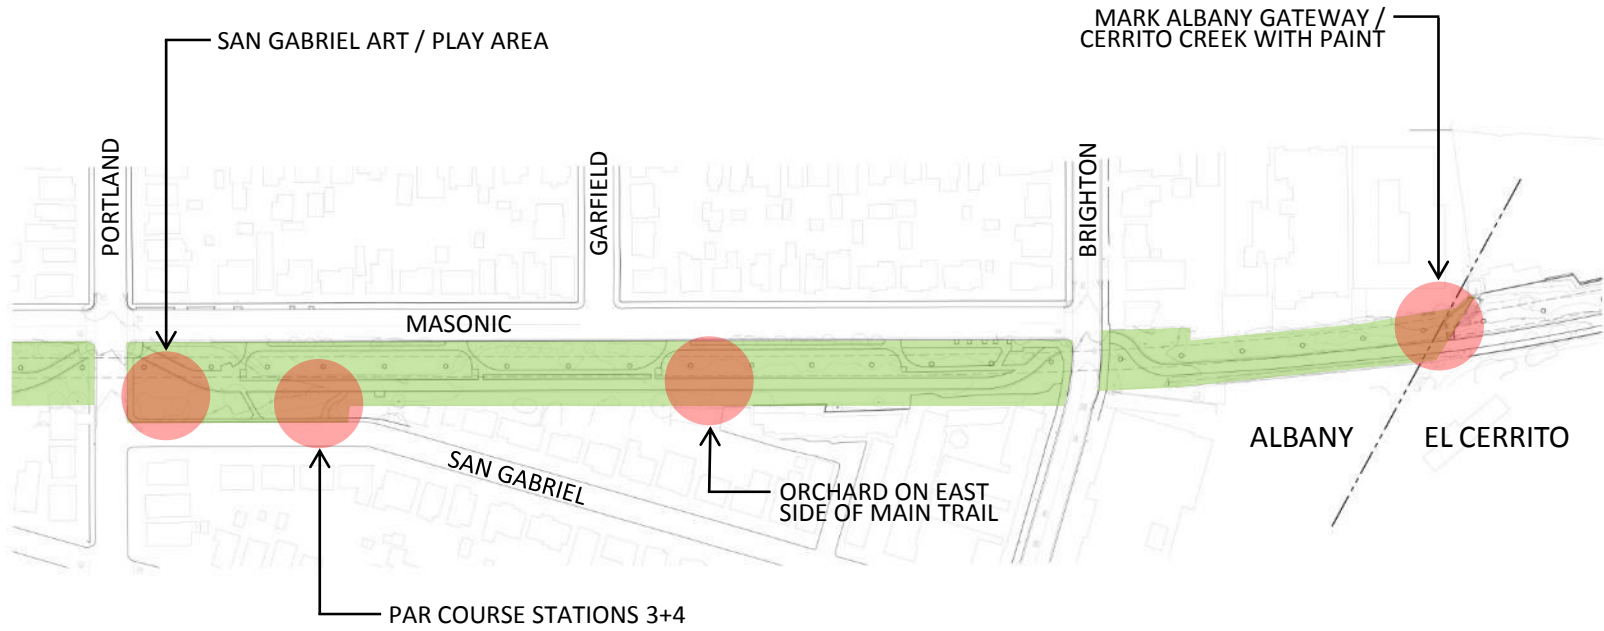 MARK ALBANY GATEWAY /
CERRITO CREEK WITH PAINT
SAN GABRIEL ART / PLAY AREA
PORTLAND
GARFIELD
BRIGHTON
MASONIC
ALBANY
EL CERRITO
SAN GABRIEL
ORCHARD ON EAST
SIDE OF MAIN TRAIL
PAR COURSE STATIONS 3+4